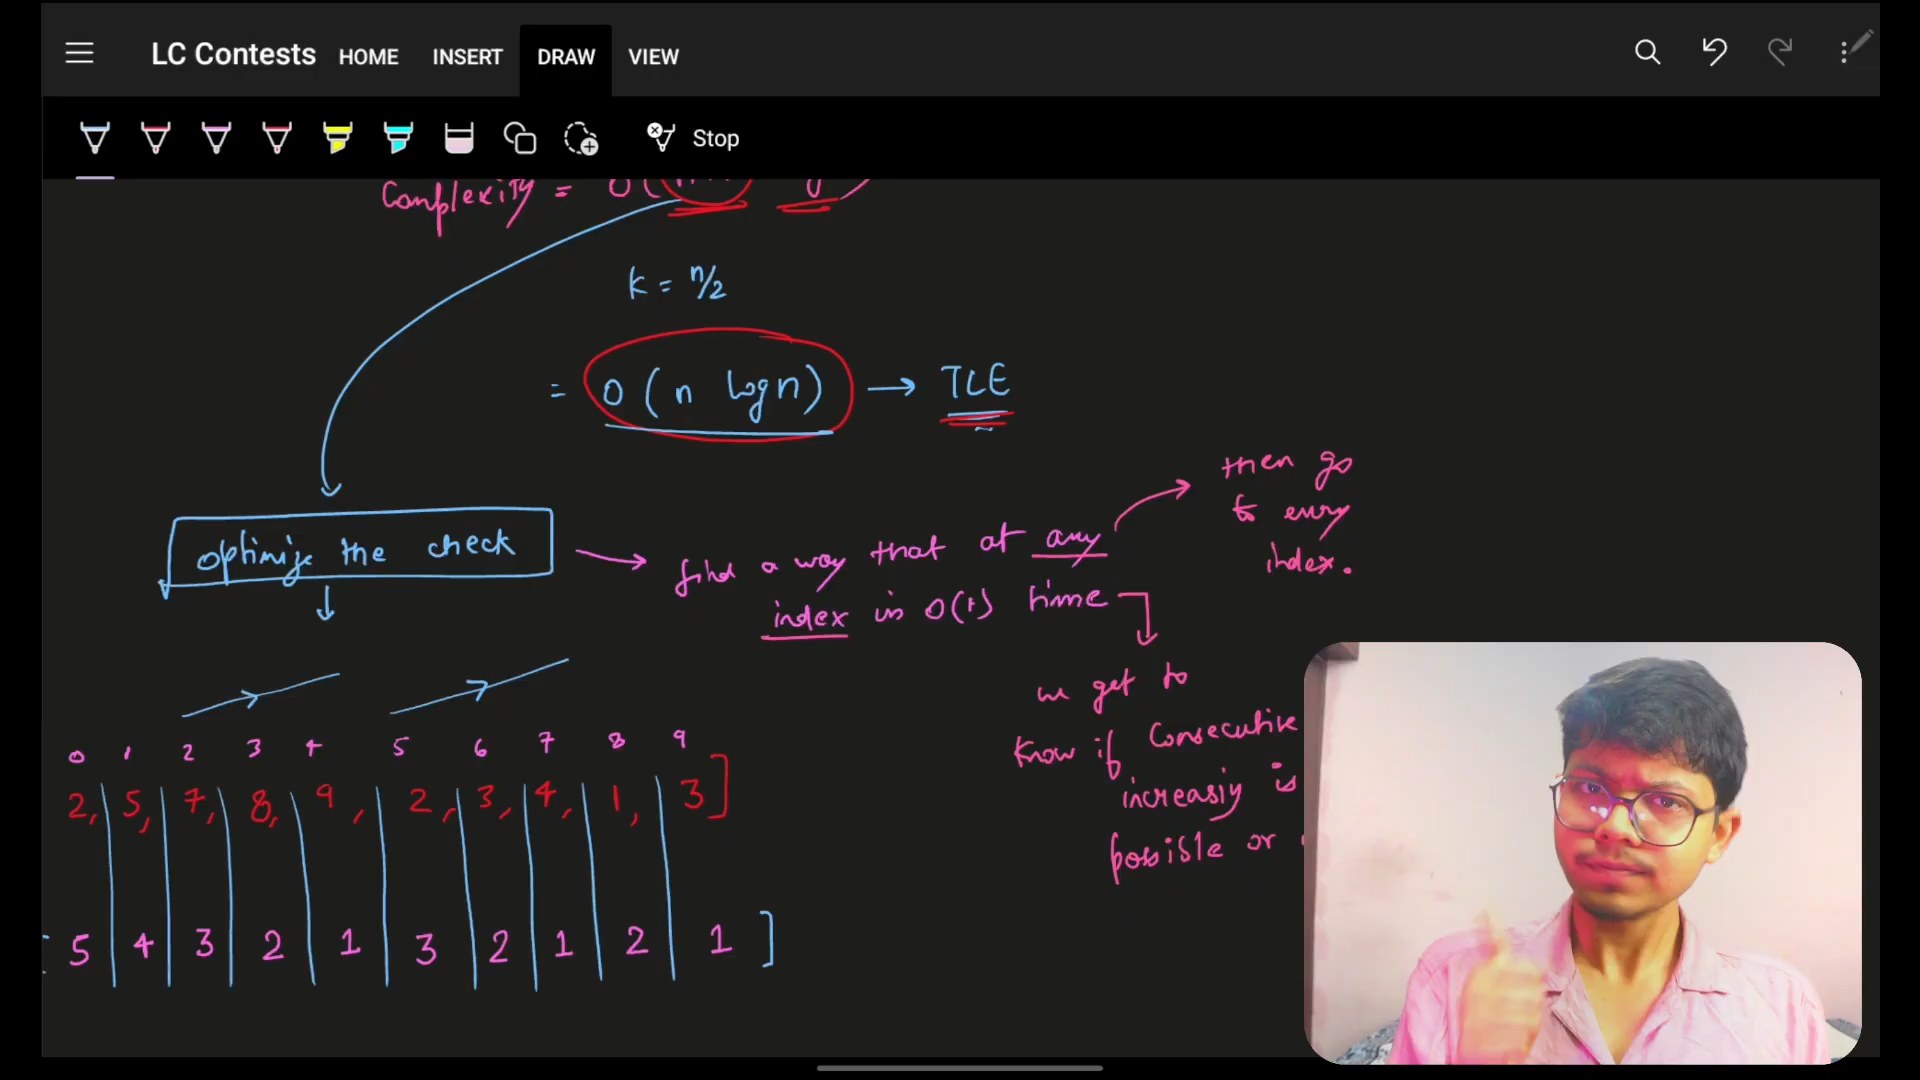 LC Contests HOME INSERT DRAW VIEW
Stop
Complexity = O(
k = n/2
= O ( n log n ) → TLE
then go
to every
index.
optimize the check
find a way that at any
index in O(1) time
we get to
know if Consecutive
increasiy is
possible or
0 1 2 3 4 5 6 7 8 9
2, 5, 7, 8, 9, 2, 3, 4, 1, 3]
5 4 3 2 1 3 2 1 2 1 ]